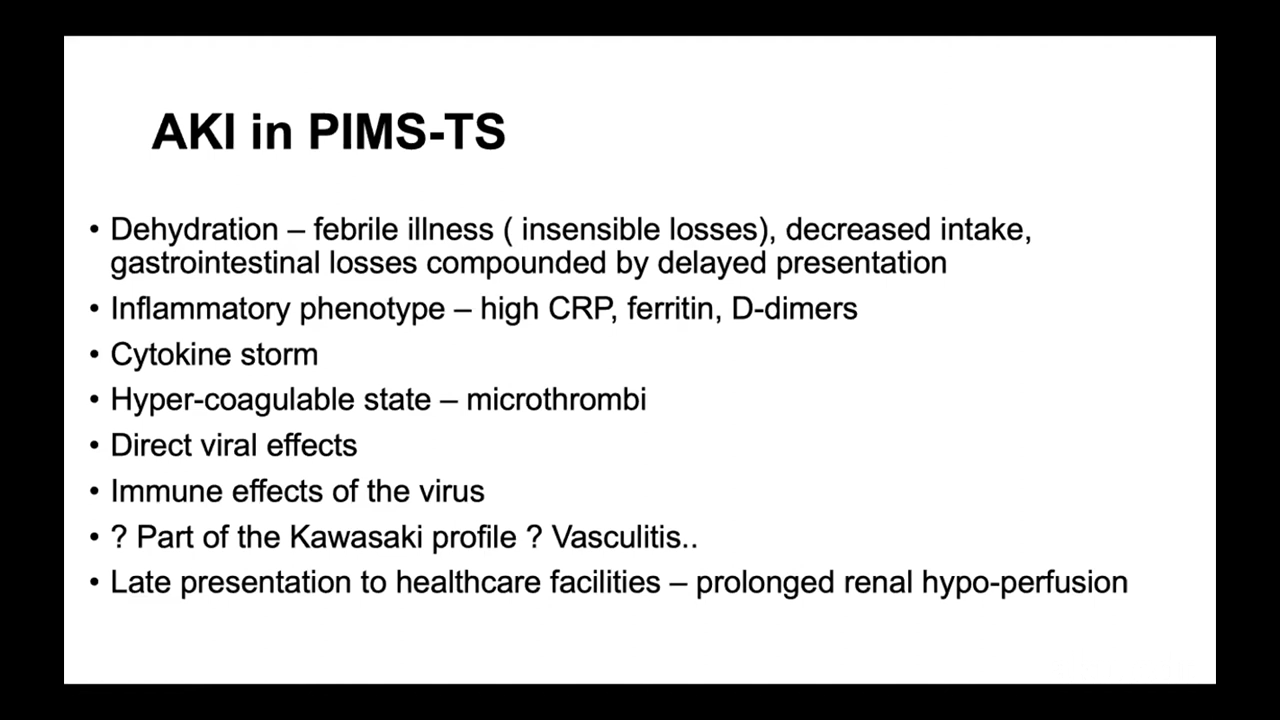 AKI in PIMS-TS
• Dehydration – febrile illness ( insensible losses), decreased intake,
gastrointestinal losses compounded by delayed presentation
• Inflammatory phenotype – high CRP, ferritin, D-dimers
• Cytokine storm
• Hyper-coagulable state – microthrombi
• Direct viral effects
• Immune effects of the virus
• ? Part of the Kawasaki profile ? Vasculitis..
• Late presentation to healthcare facilities – prolonged renal hypo-perfusion